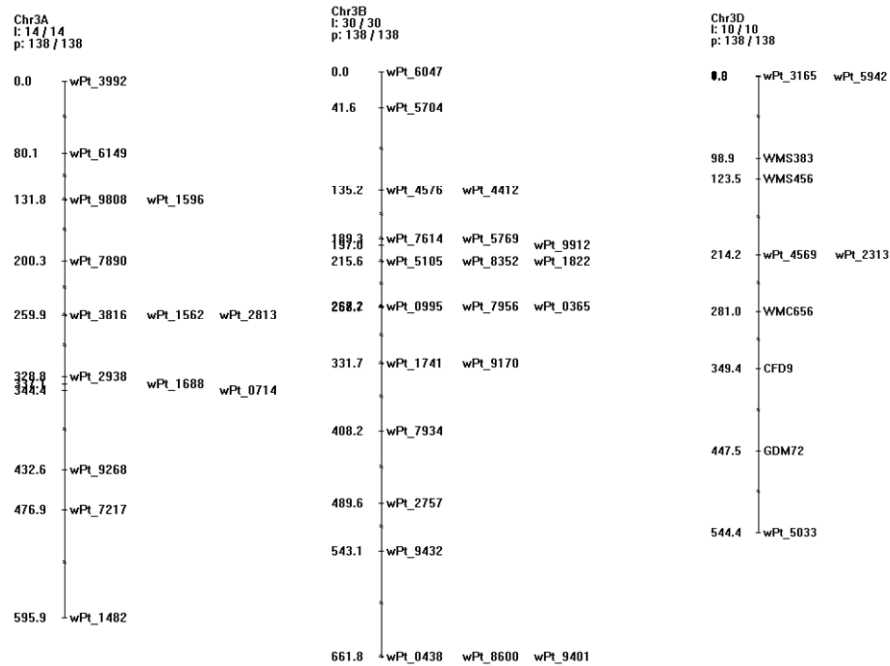 Chr3A
l: 14 / 14
p: 138 / 138
0.0 wPt_3992
80.1 wPt_6149
131.8 wPt_9808 wPt_1596
200.3 wPt_7890
259.9 wPt_3816 wPt_1562 wPt_2813
328.8 wPt_2938
337.1 wPt_1688
344.4 wPt_0714
432.6 wPt_9268
476.9 wPt_7217
595.9 wPt_1482
Chr3B
l: 30 / 30
p: 138 / 138
0.0 wPt_6047
41.6 wPt_5704
135.2 wPt_4576 wPt_4412
189.3 wPt_7614 wPt_5769
197.0 wPt_9912
215.6 wPt_5105 wPt_8352 wPt_1822
wPt_0995 wPt_7956 wPt_0365
331.7 wPt_1741 wPt_9170
408.2 wPt_7934
489.6 wPt_2757
543.1 wPt_9432
661.8 wPt_0438 wPt_8600 wPt_9401
Chr3D
l: 10 / 10
p: 138 / 138
wPt_3165 wPt_5942
98.9 WMS383
123.5 WMS456
214.2 wPt_4569 wPt_2313
281.0 WMC656
349.4 CFD9
447.5 GDM72
544.4 wPt_5033